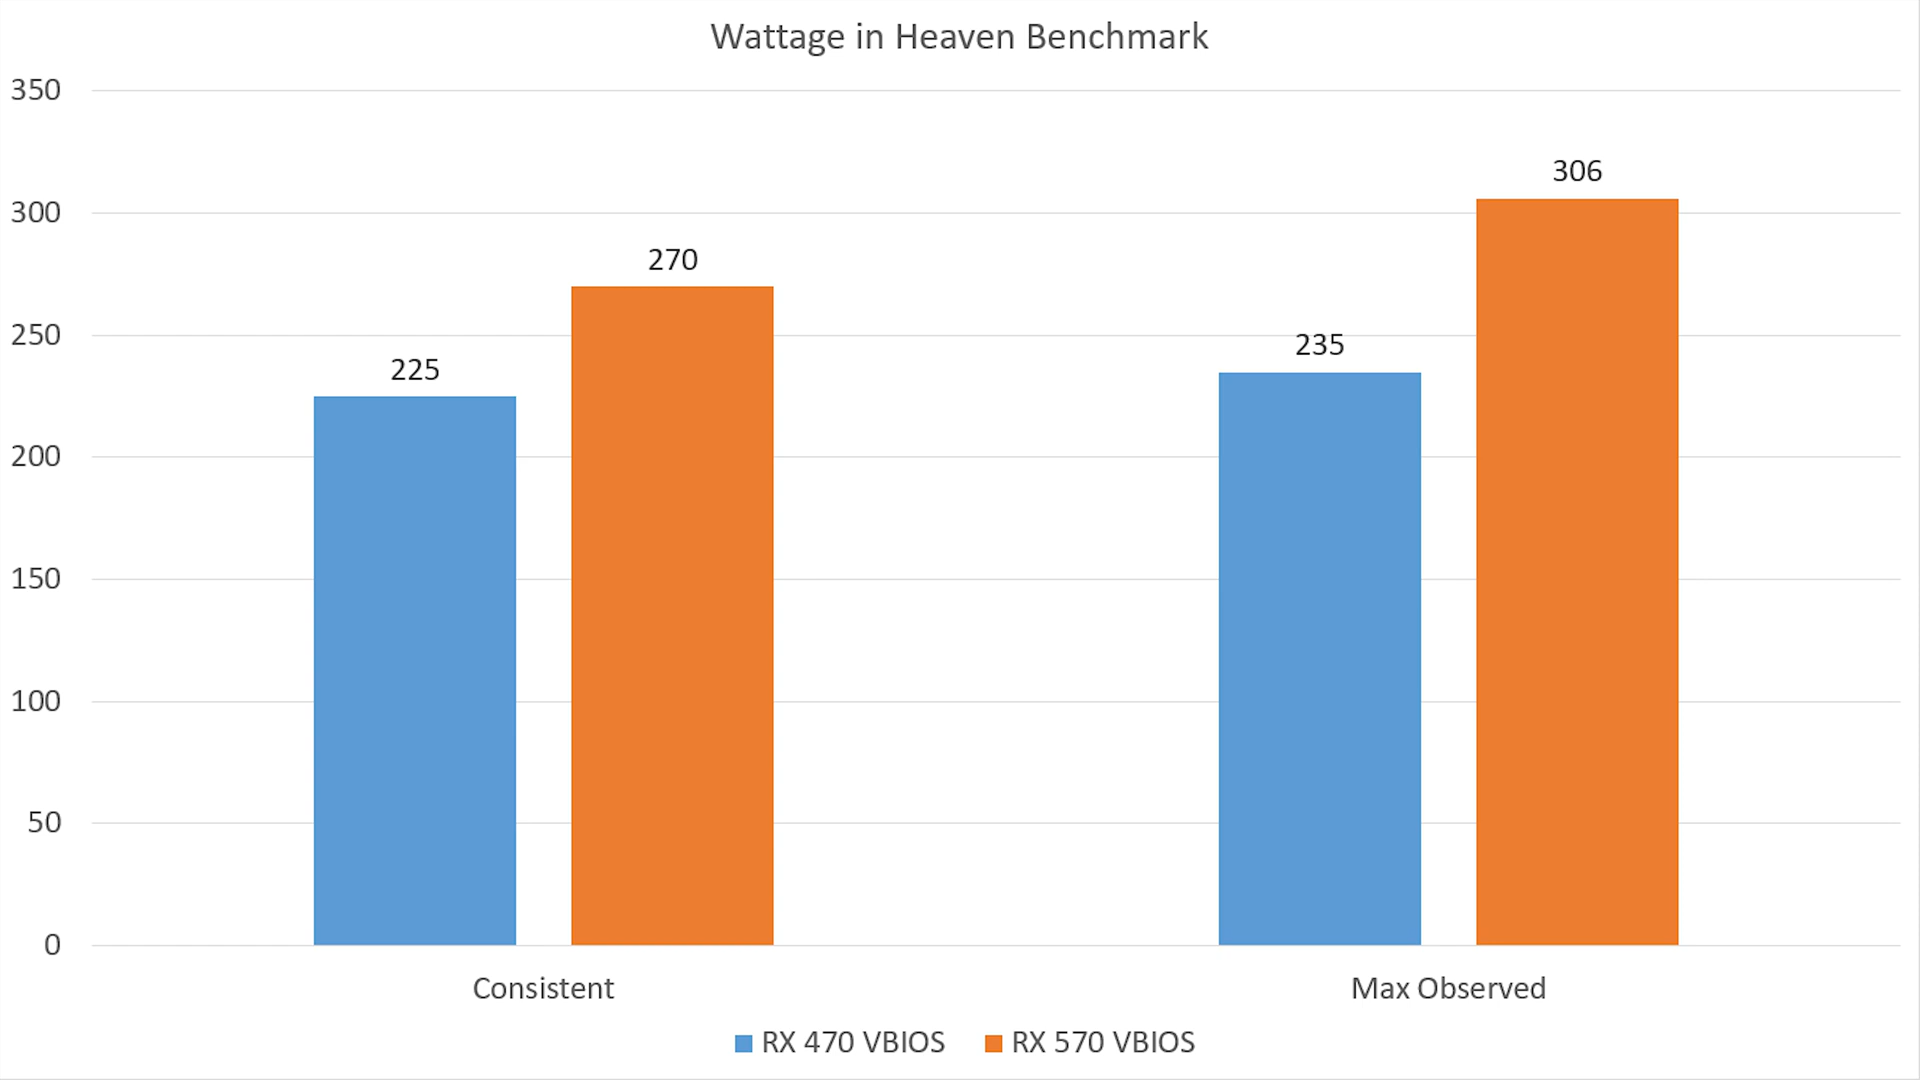 Wattage in Heaven Benchmark
350
300
250
200
150
100
50
0
225
270
235
306
Consistent
Max Observed
RX 470 VBIOS
RX 570 VBIOS